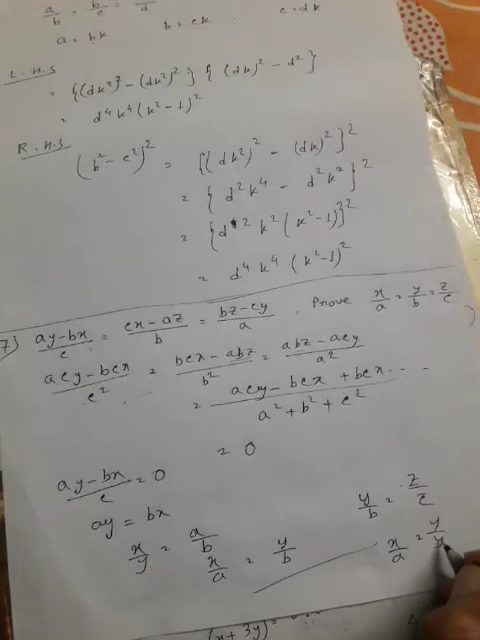 a/b = b/c = c/d
a = bk b = ck c = dk
L.H.S
= {(dk³)² - (dk²)²} { (dk)² - d² }
= d⁴k⁴(k²-1)²
R.H.S
(b² - c²)² = {(dk²)² - (dk)²}²
= { d²k⁴ - d²k² }²
= {d² k² (k²-1)}²
= d⁴k⁴ (k²-1)²
7) (ay-bx)/c = (cx-az)/b = (bz-cy)/a , Prove x/a = y/b = z/c
(acy-bcx)/c² = (bcx-abz)/b² = (abz-acy)/a²
= (acy-bcx+bcx...)/(a²+b²+c²)
= 0
(ay-bx)/c = 0
ay = bx
x/y = a/b
x/a = y/b
y/b = z/c
x/a = y/
(x+3y)